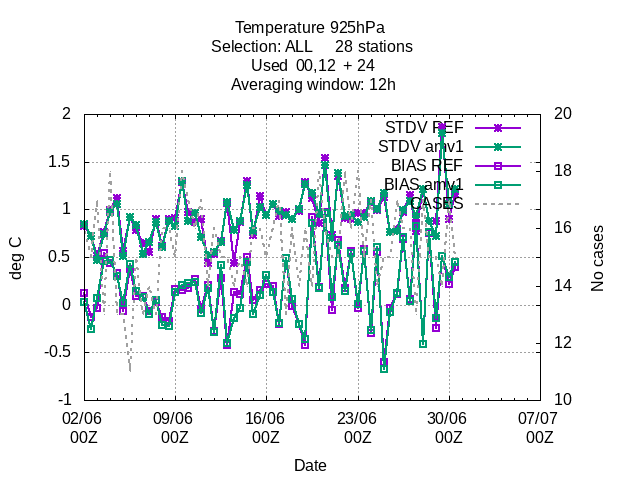 Temperature 925hPa
Selection: ALL 28 stations
Used 00,12 + 24
Averaging window: 12h
2
1.5
1
0.5
0
-0.5
-1
deg C
20
18
16
14
12
10
No cases
STDV REF
STDV amv1
BIAS REF
BIAS amv1
CASES
02/06 09/06 16/06 23/06 30/06 07/07
00Z 00Z 00Z 00Z 00Z 00Z
Date